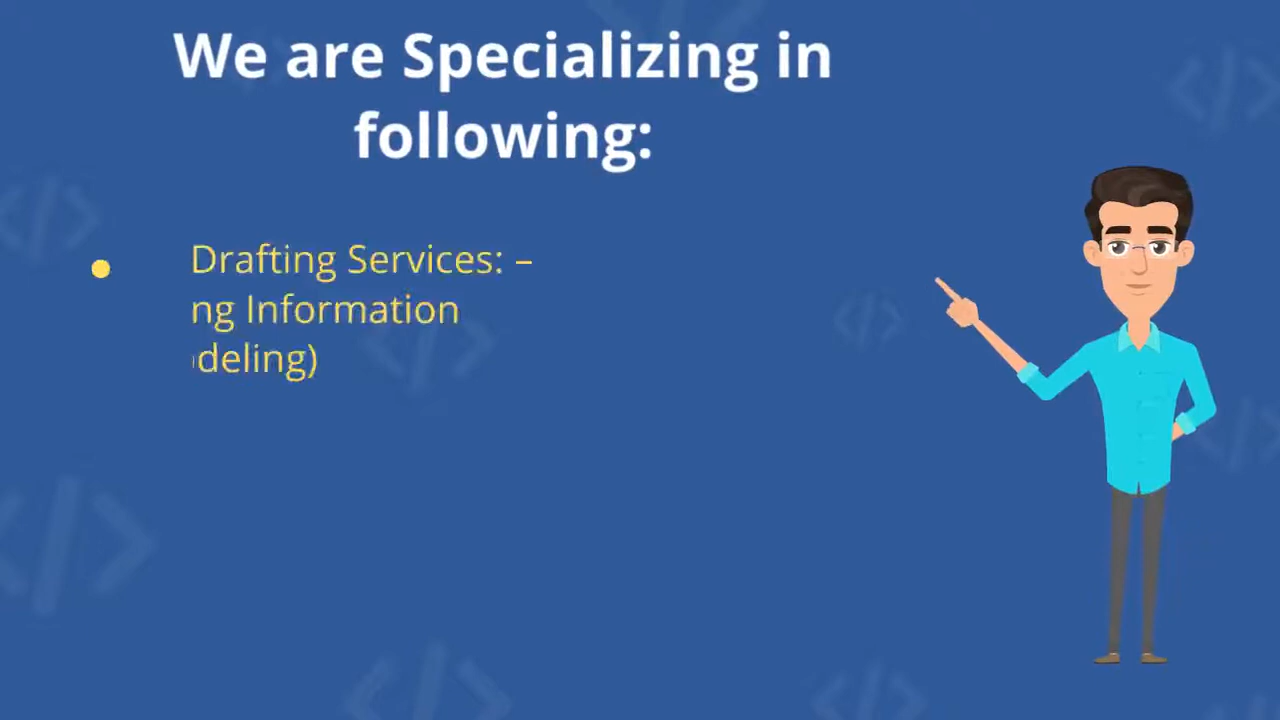 We are Specializing in
following:
Drafting Services: –
ng Information
deling)